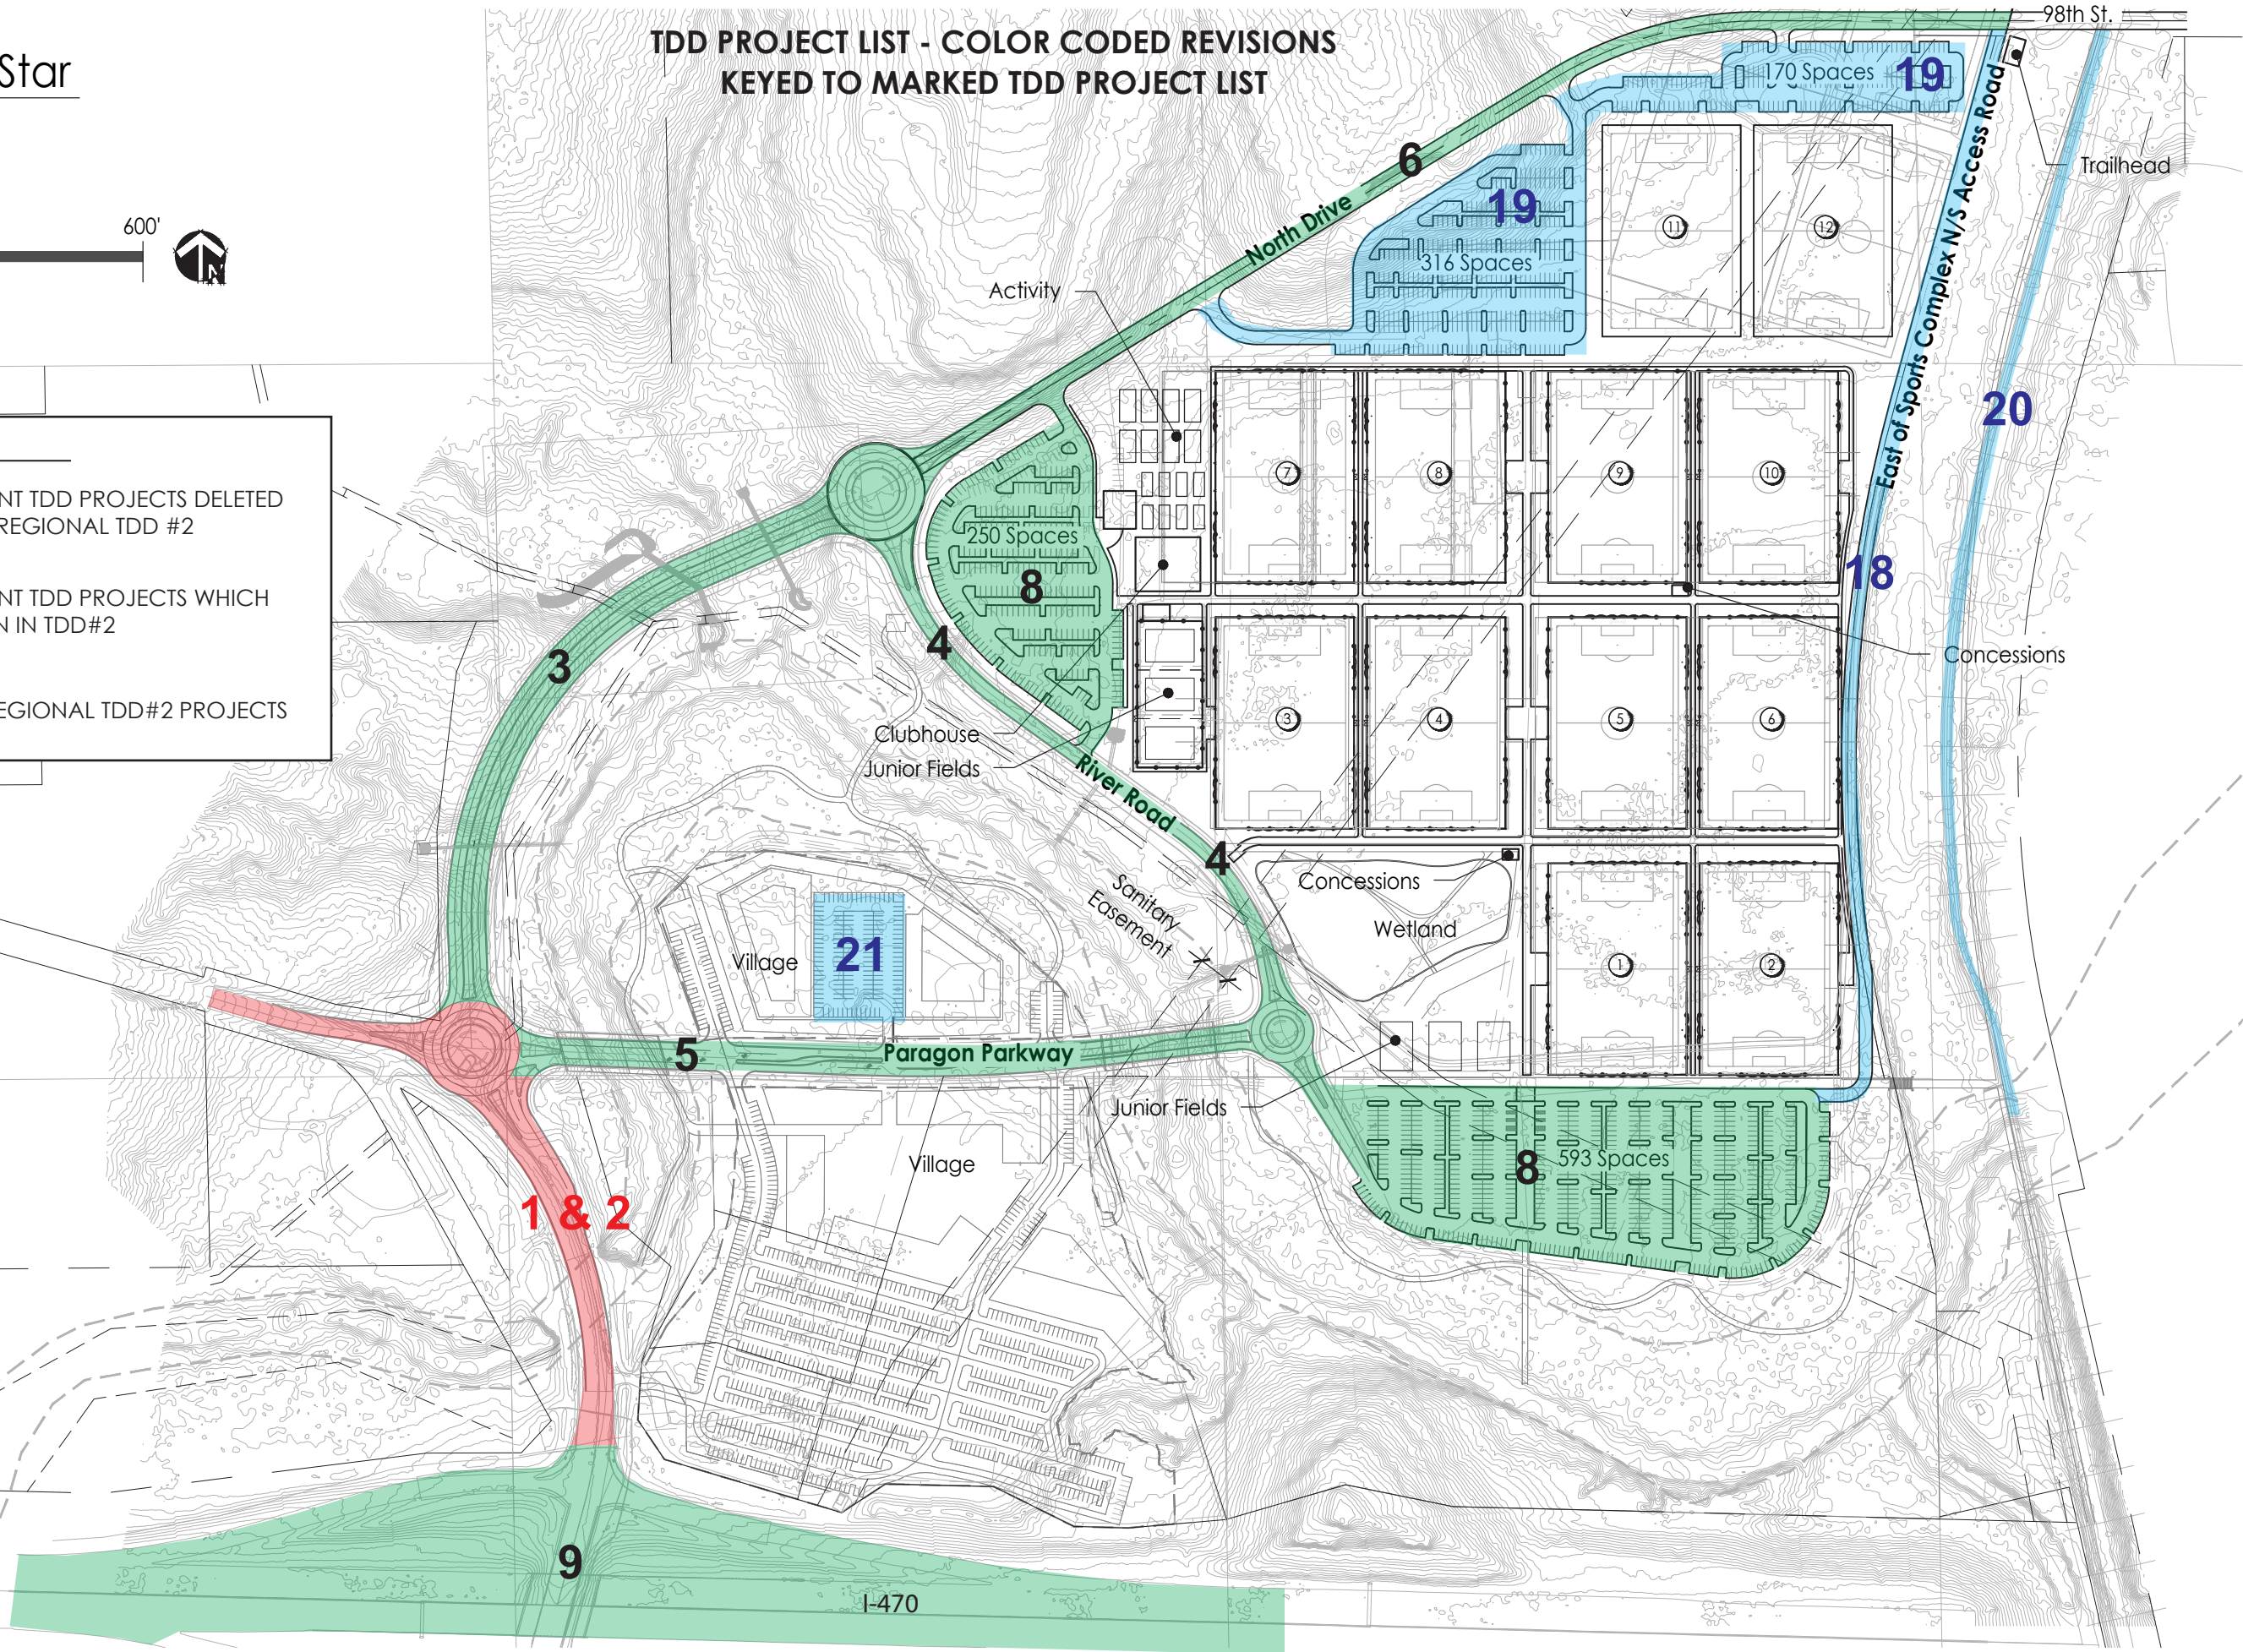 TDD PROJECT LIST - COLOR CODED REVISIONS
KEYED TO MARKED TDD PROJECT LIST
Star
600'
N
NT TDD PROJECTS DELETED
REGIONAL TDD #2
NT TDD PROJECTS WHICH
N IN TDD#2
EGIONAL TDD#2 PROJECTS
98th St.
170 Spaces
19
Trailhead
6
19
316 Spaces
North Drive
11
12
East of Sports Complex N/S Access Road
Activity
20
7
8
9
10
250 Spaces
8
18
3
4
Concessions
Clubhouse
Junior Fields
3
4
5
6
River Road
4
Concessions
Sanitary
Easement
Wetland
Village
21
1
2
5
Paragon Parkway
Junior Fields
Village
8
593 Spaces
1 & 2
9
I-470